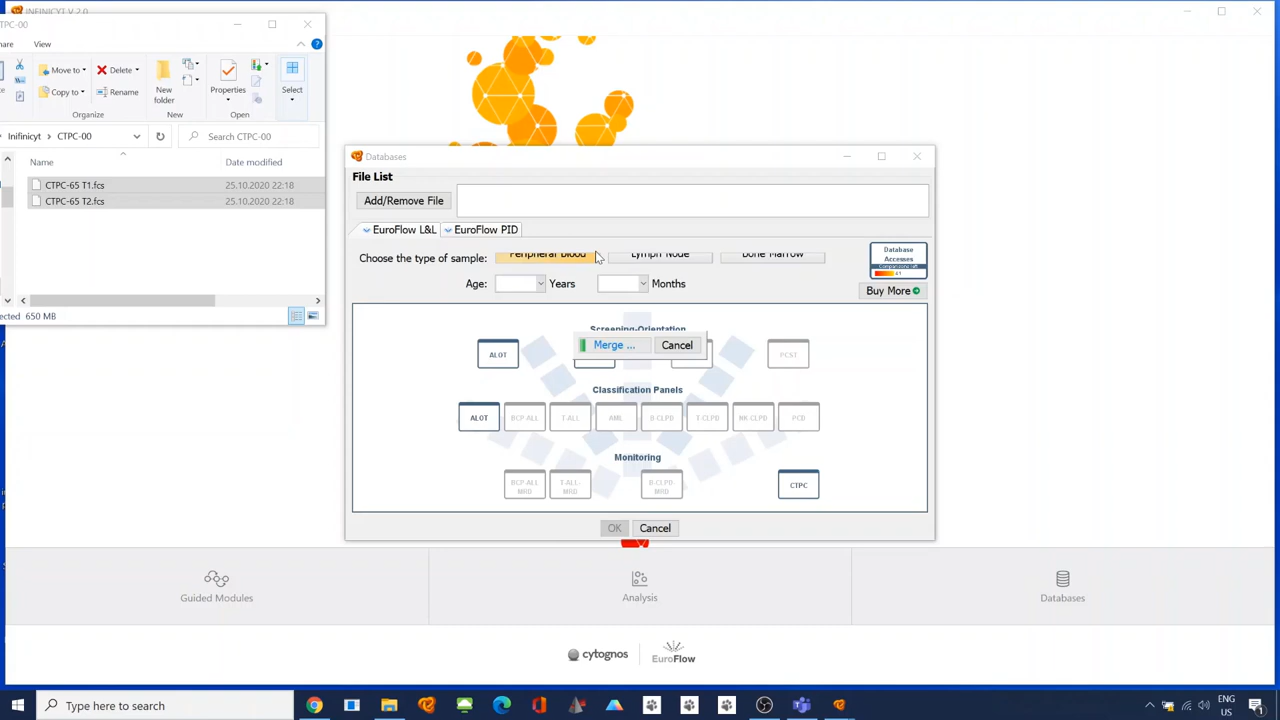 INFINICYT V 2.0
CTPC-00
are
View
Move to
Copy to
Delete
Rename
New
folder
Properties
Select
Organize
New
Open
Infinicyt
CTPC-00
Search CTPC-00
Name
Date modified
CTPC-65 T1.fcs
25.10.2020 22:18
CTPC-65 T2.fcs
25.10.2020 22:18
ected 650 MB
Databases
File List
Add/Remove File
EuroFlow L&L
EuroFlow PID
Choose the type of sample:
Peripheral Blood
Lymph Node
Bone Marrow
Database
Accesses
Age:
Years
Months
Buy More
Screening-Orientation
Merge ...
Cancel
ALOT
PCST
Classification Panels
ALOT
BCP-ALL
T-ALL
AML
B-CLPD
T-CLPD
NK-CLPD
PCD
Monitoring
BCP-ALL
MRD
T-ALL-
MRD
B-CLPD-
MRD
CTPC
OK
Cancel
Guided Modules
Analysis
Databases
cytognos
EuroFlow
Type here to search
ENG
US